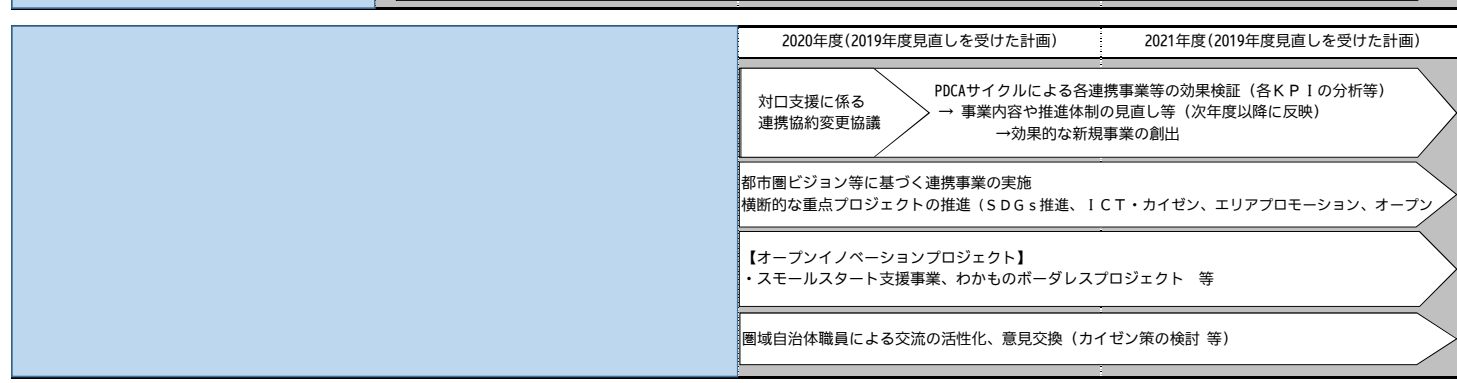 2020年度(2019年度見直しを受けた計画)
2021年度(2019年度見直しを受けた計画)
対口支援に係る
連携協約変更協議
PDCAサイクルによる各連携事業等の効果検証（各ＫＰＩの分析等）
→ 事業内容や推進体制の見直し等（次年度以降に反映）
→効果的な新規事業の創出
都市圏ビジョン等に基づく連携事業の実施
横断的な重点プロジェクトの推進（ＳＤＧｓ推進、ＩＣＴ・カイゼン、エリアプロモーション、オープン
【オープンイノベーションプロジェクト】
・スモールスタート支援事業、わかものボーダレスプロジェクト　等
圏域自治体職員による交流の活性化、意見交換（カイゼン策の検討 等）